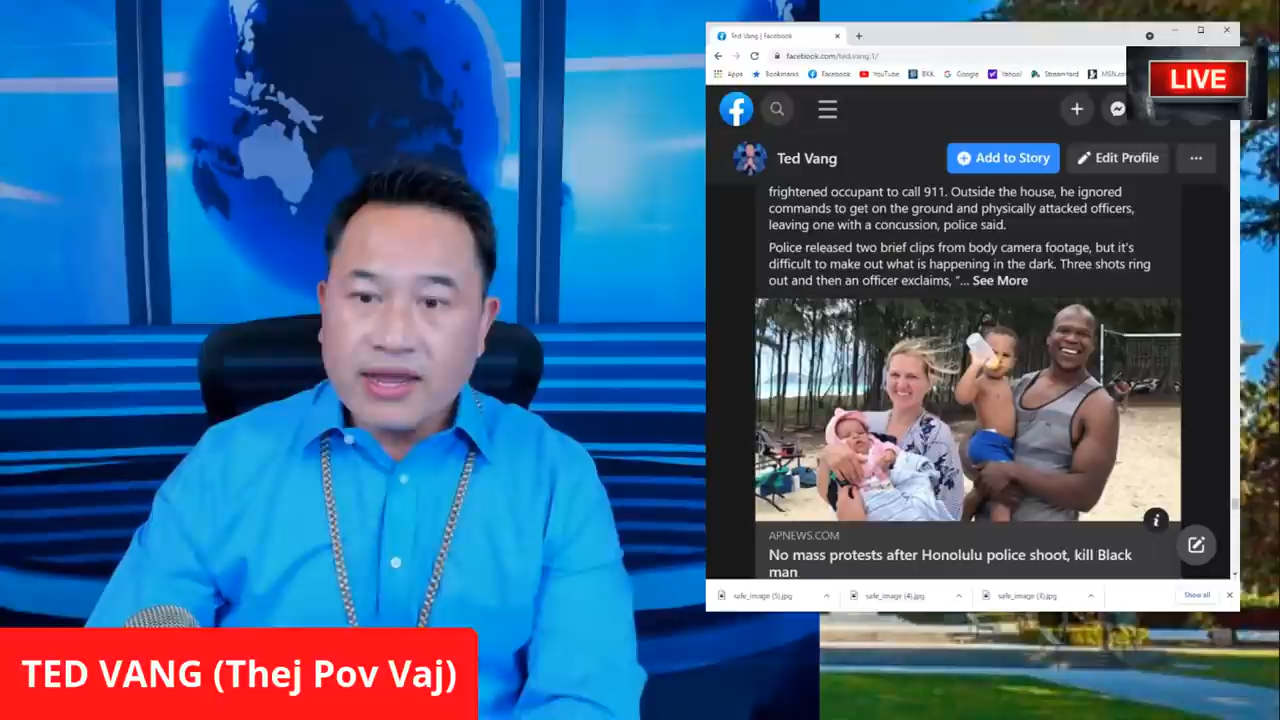 Ted Vang | Facebook
facebook.com/ted.vang.1/
Apps Bookmarks Facebook YouTube BKK Google Yahoo! StreamYard MSN.co
LIVE
Ted Vang Add to Story Edit Profile
frightened occupant to call 911. Outside the house, he ignored
commands to get on the ground and physically attacked officers,
leaving one with a concussion, police said.
Police released two brief clips from body camera footage, but it's
difficult to make out what is happening in the dark. Three shots ring
out and then an officer exclaims, "... See More
APNEWS.COM
No mass protests after Honolulu police shoot, kill Black
man
safe_image (5).jpg safe_image (4).jpg safe_image (3).jpg Show all
TED VANG (Thej Pov Vaj)